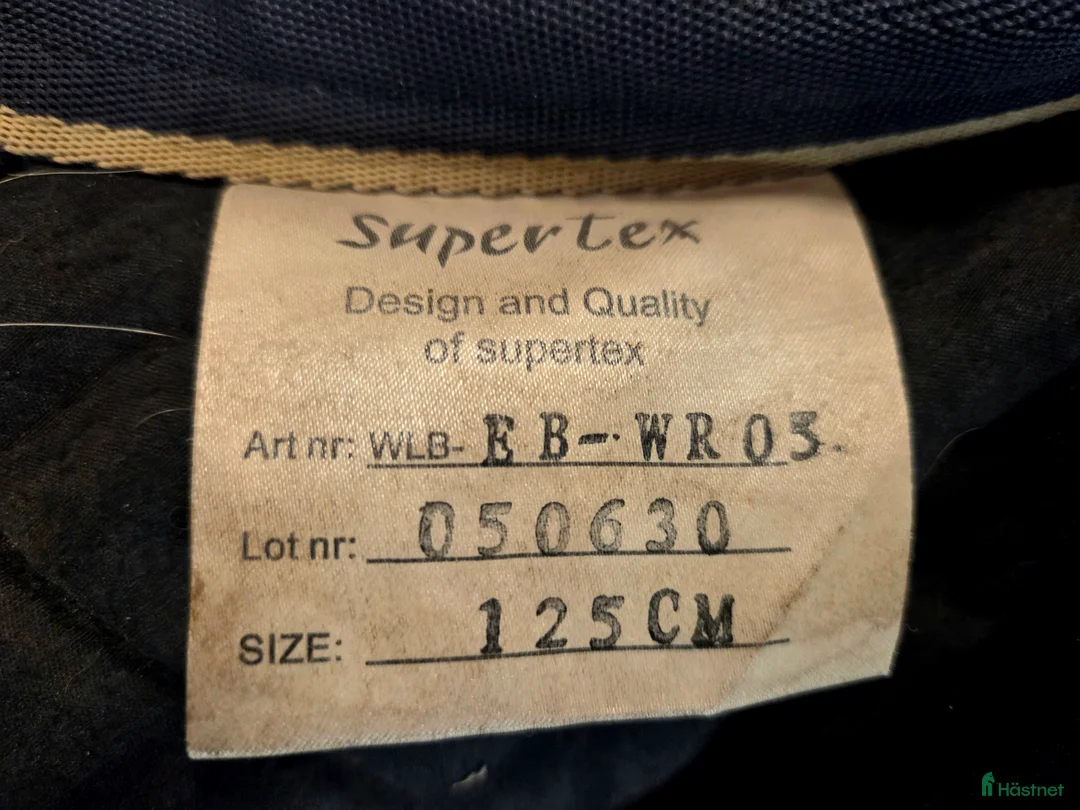 Supertex
Design and Quality
of supertex
Art nr: WLB-EB-WR05
Lot nr: 050630
SIZE: 125CM
Hästnet